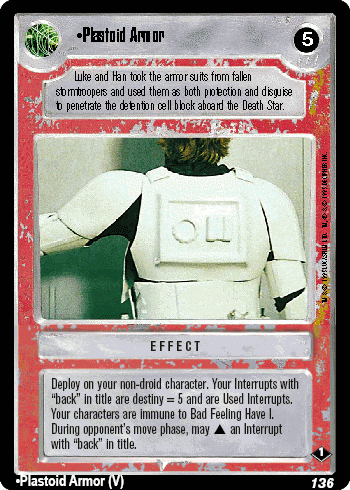 •Plastoid Armor
5
Luke and Han took the armor suits from fallen
stormtroopers and used them as both protection and disguise
to penetrate the detention cell block aboard the Death Star.
EFFECT
Deploy on your non-droid character. Your Interrupts with
“back” in title are destiny = 5 and are Used Interrupts.
Your characters are immune to Bad Feeling Have I.
During opponent's move phase, may ▲ an Interrupt
with “back” in title.
1
•Plastoid Armor (V)
136